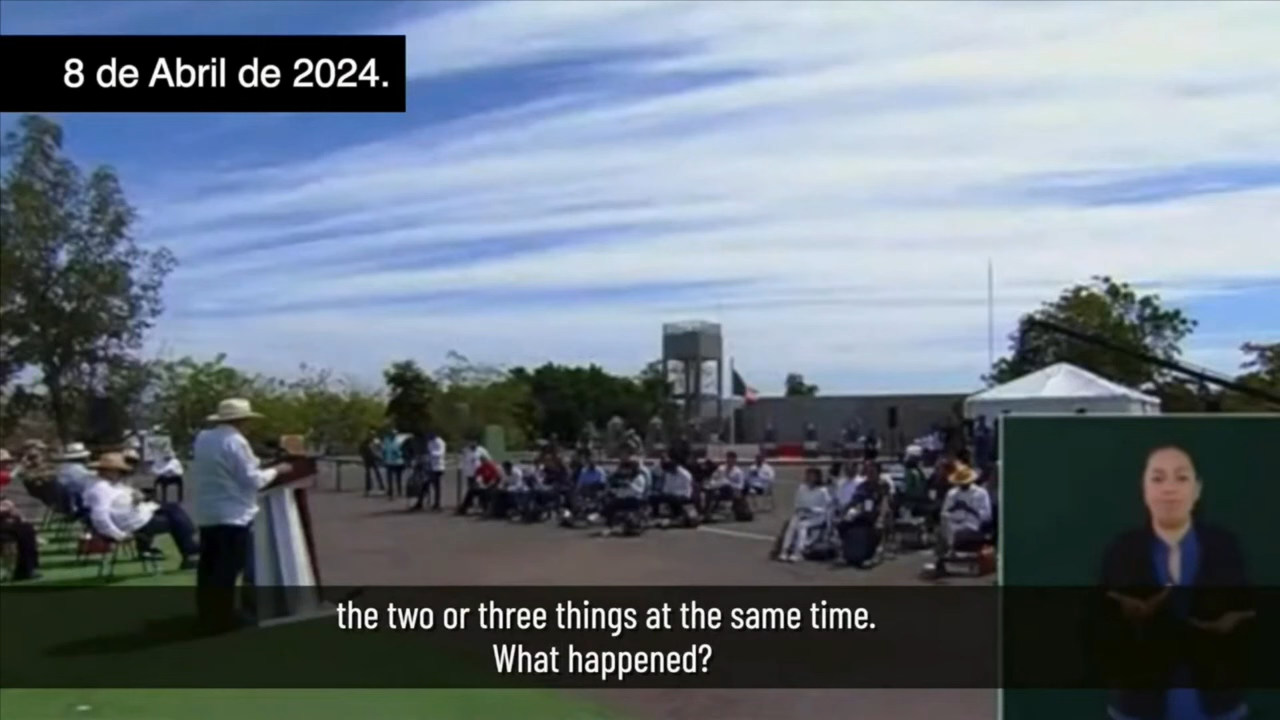 8 de Abril de 2024.
the two or three things at the same time.
What happened?